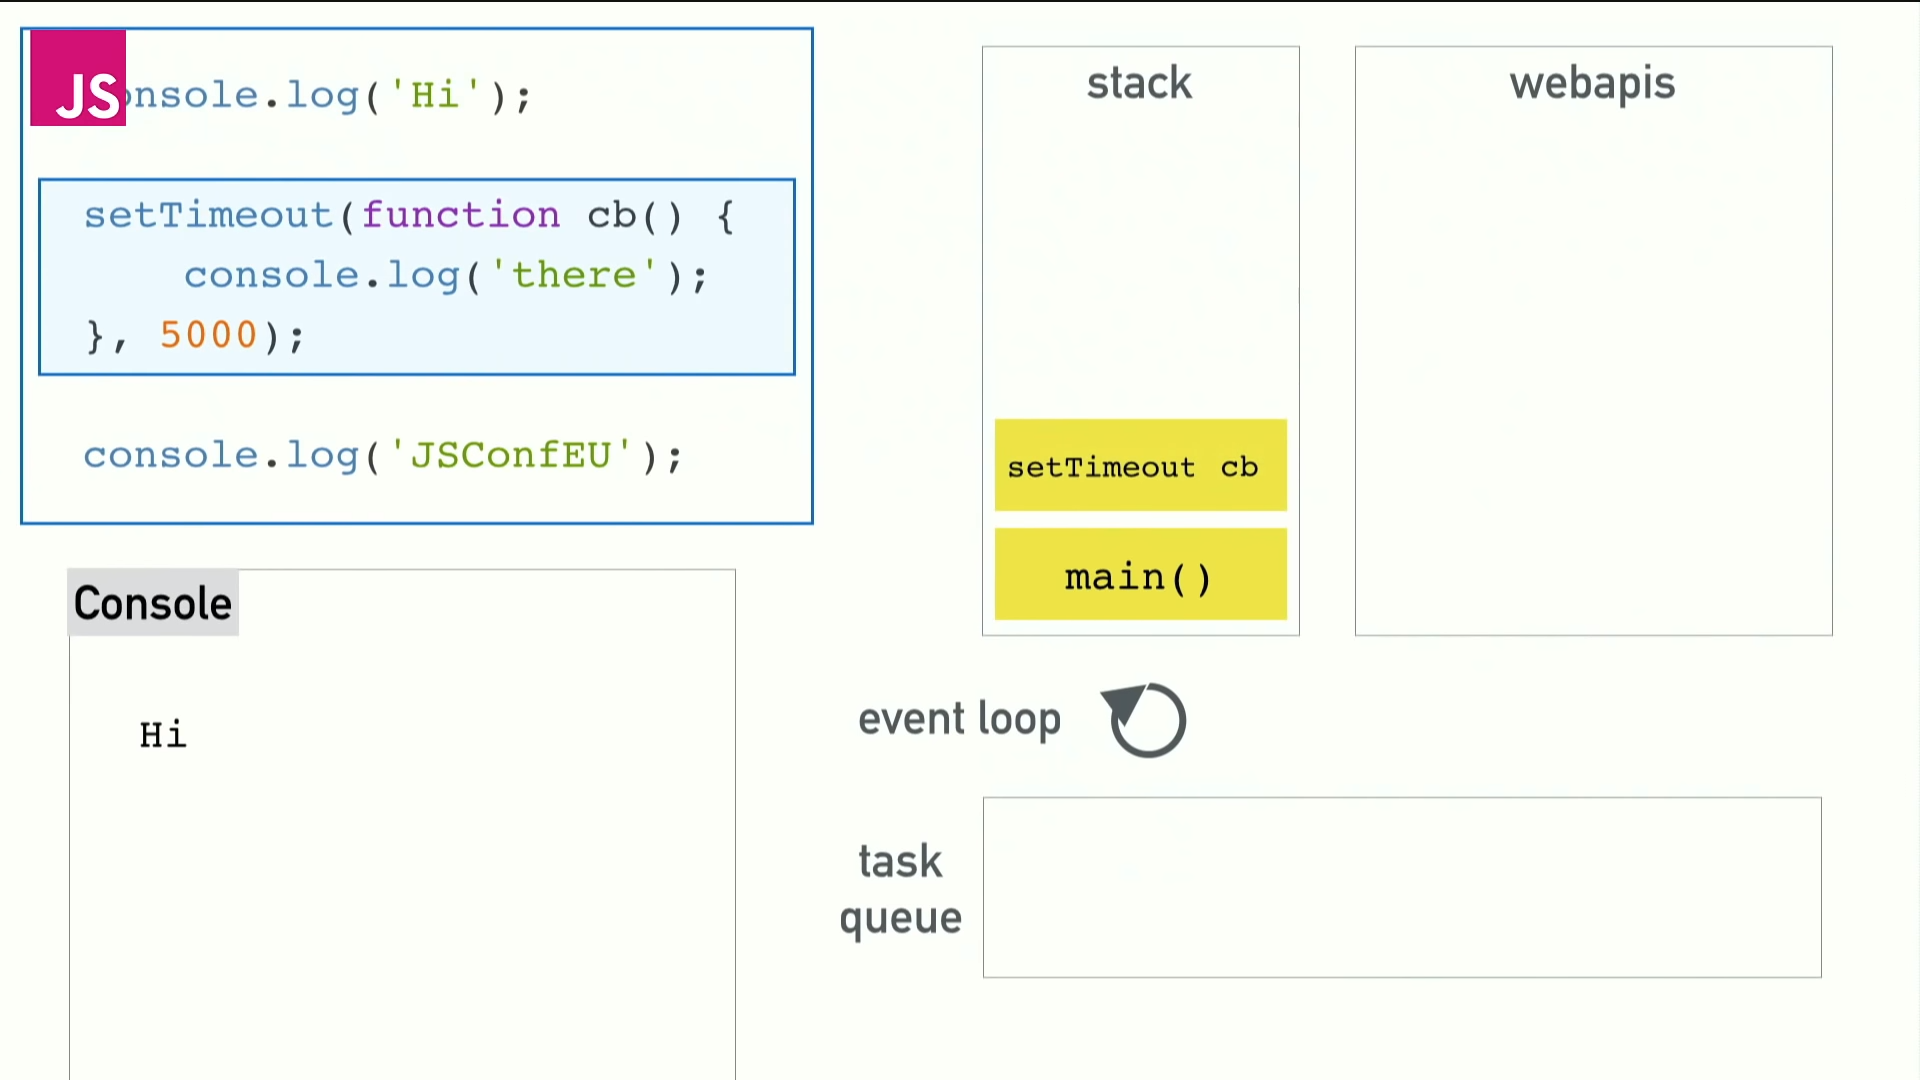 JS
onsole.log('Hi');
setTimeout(function cb() {
    console.log('there');
}, 5000);
console.log('JSConfEU');
Console
Hi
stack
setTimeout cb
main()
webapis
event loop
task
queue